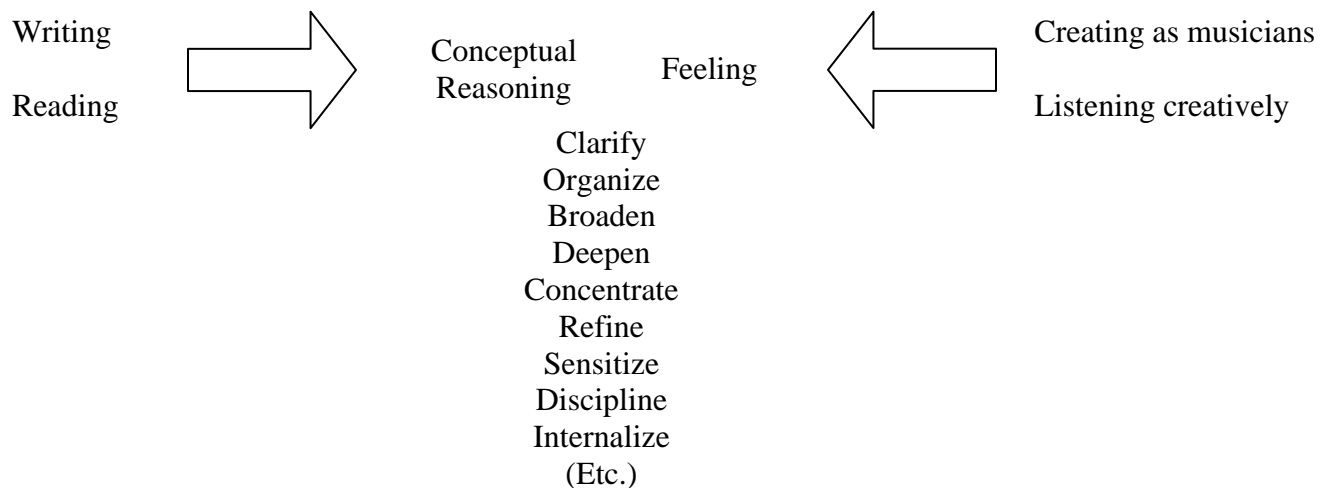 Writing
Reading
Conceptual
Reasoning
Feeling
Creating as musicians
Listening creatively
Clarify
Organize
Broaden
Deepen
Concentrate
Refine
Sensitize
Discipline
Internalize
(Etc.)